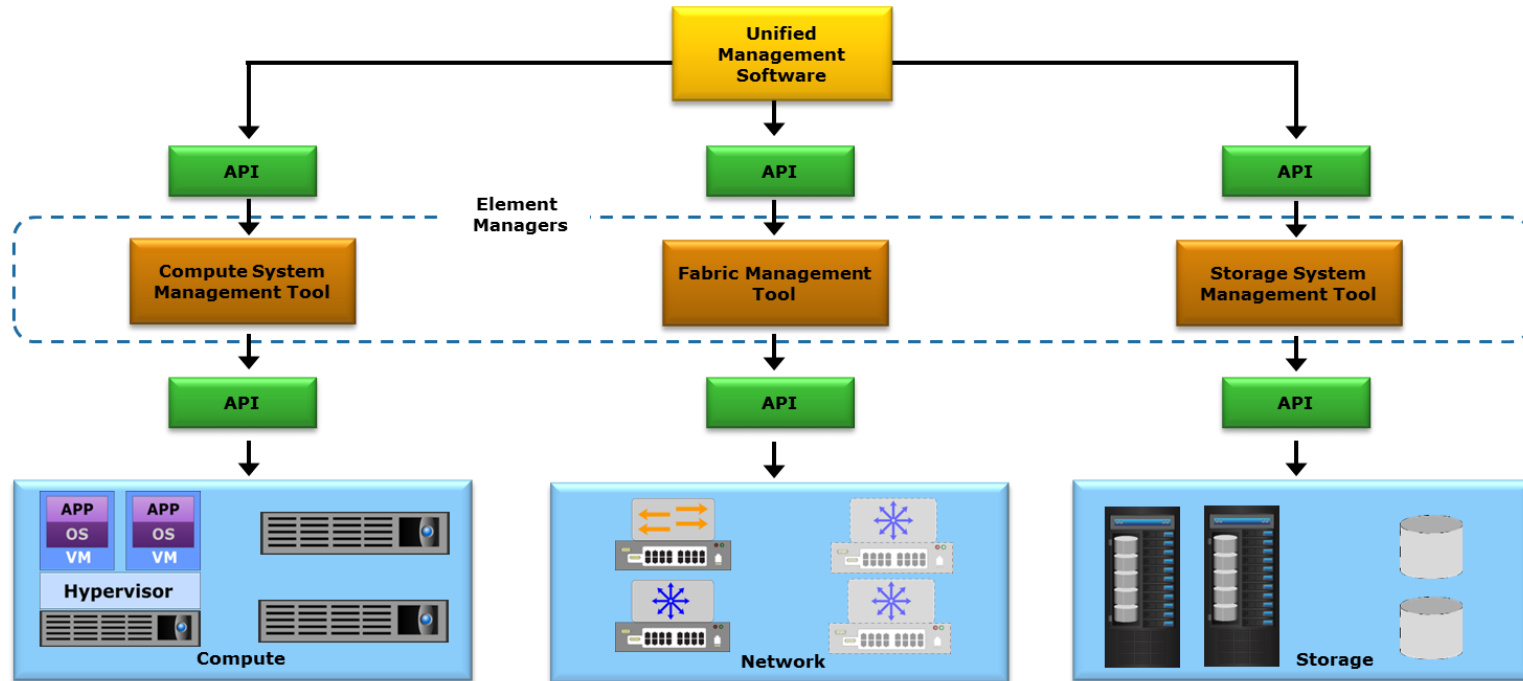 Unified
Management
Software
API
API
API
Element
Managers
Compute System
Management Tool
Fabric Management
Tool
Storage System
Management Tool
API
API
API
APP
APP
OS
OS
VM
VM
Hypervisor
Compute
Network
Storage